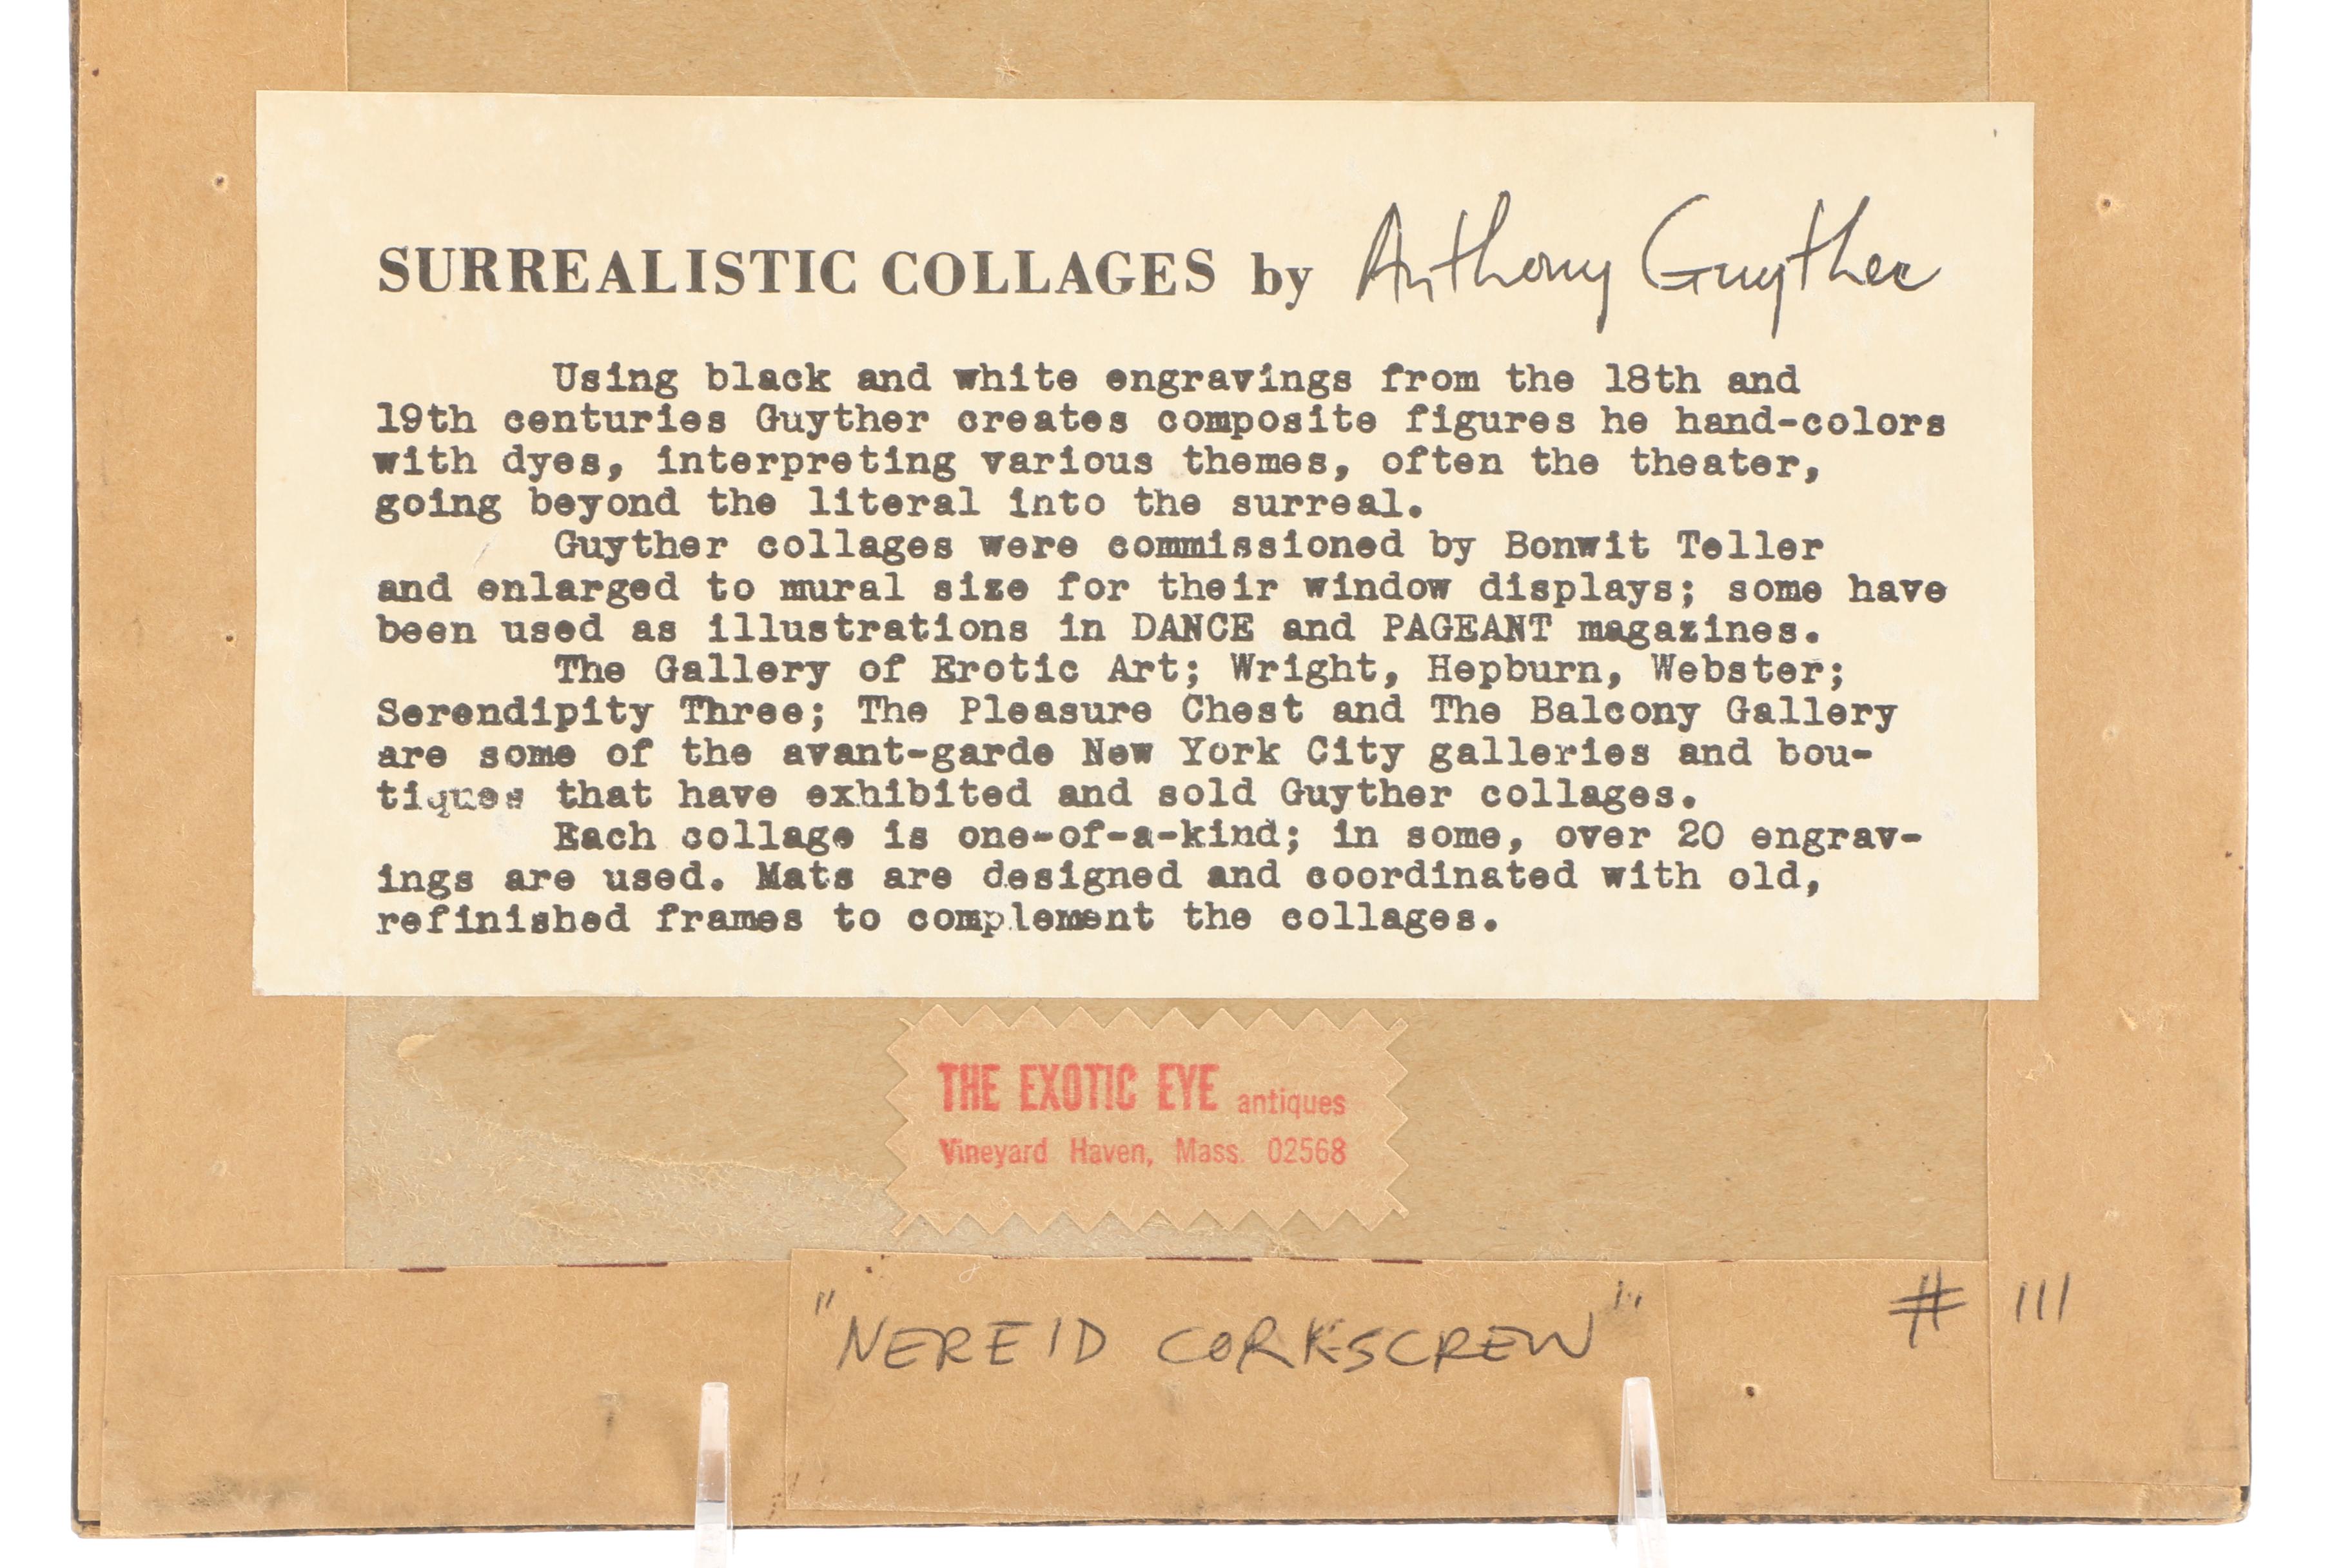 SURREALISTIC COLLAGES by Anthony Guyther
Using black and white engravings from the 18th and
19th centuries Guyther creates composite figures he hand-colors
with dyes, interpreting various themes, often the theater,
going beyond the literal into the surreal.
Guyther collages were commissioned by Bonwit Teller
and enlarged to mural size for their window displays; some have
been used as illustrations in DANCE and PAGEANT magazines.
The Gallery of Erotic Art; Wright, Hepburn, Webster;
Serendipity Three; The Pleasure Chest and The Balcony Gallery
are some of the avant-garde New York City galleries and bou-
tiques that have exhibited and sold Guyther collages.
Each collage is one-of-a-kind; in some, over 20 engrav-
ings are used. Mats are designed and coordinated with old,
refinished frames to complement the collages.
THE EXOTIC EYE antiques
Vineyard Haven, Mass. 02568
"NEREID CORKSCREW" # 111